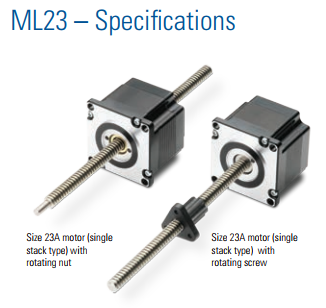 ML23 – Specifications
Size 23A motor (single
stack type) with
rotating nut
Size 23A motor (single
stack type)  with
rotating screw